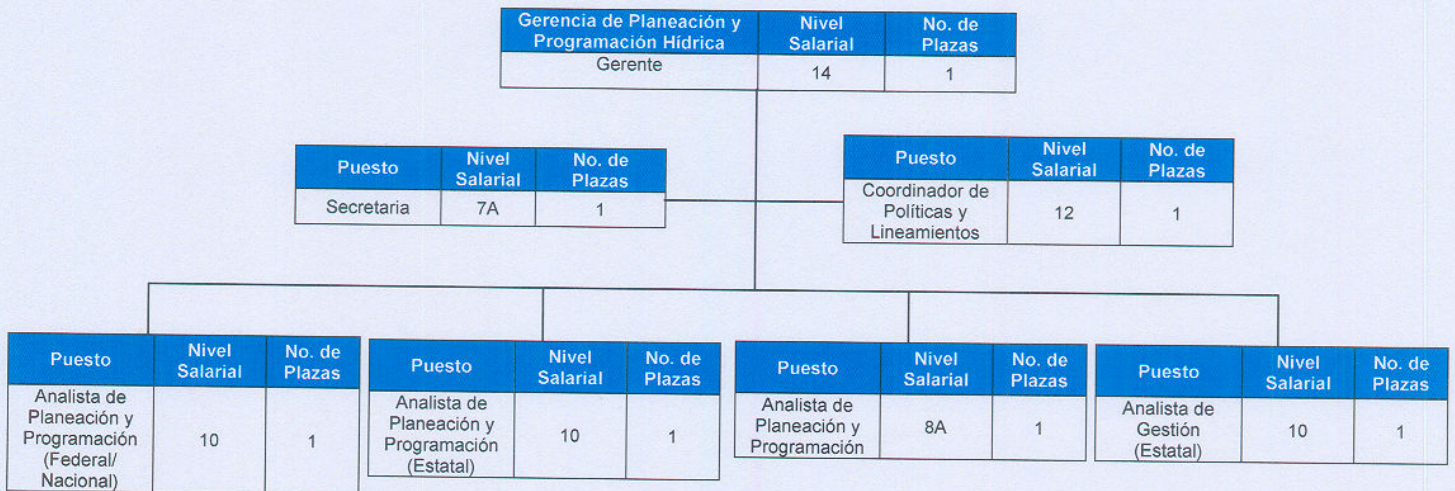 Gerencia de Planeación y Nivel No. de
Programación Hídrica Salarial Plazas
Gerente 14 1
Puesto Nivel No. de
Salarial Plazas
Secretaria 7A 1
Puesto Nivel No. de
Salarial Plazas
Coordinador de
Políticas y 12 1
Lineamientos
Puesto Nivel No. de
Salarial Plazas
Analista de
Planeación y
Programación 10 1
(Federal/
Nacional)
Puesto Nivel No. de
Salarial Plazas
Analista de
Planeación y 10 1
Programación
(Estatal)
Puesto Nivel No. de
Salarial Plazas
Analista de
Planeación y 8A 1
Programación
Puesto Nivel No. de
Salarial Plazas
Analista de
Gestión 10 1
(Estatal)